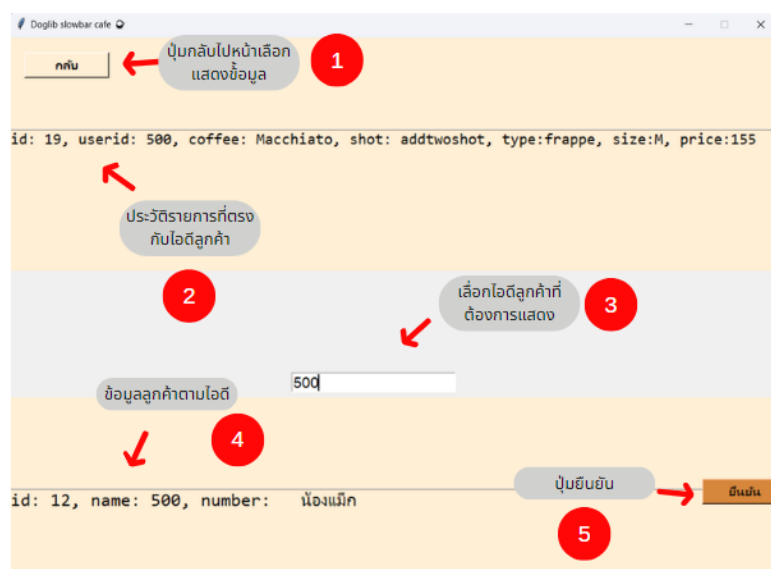 Doglib slowbar cafe
กลับ
ปุ่มกลับไปหน้าเลือก
แสดงข้อมูล
1
id: 19, userid: 500, coffee: Macchiato, shot: addtwoshot, type:frappe, size:M, price:155
ประวัติรายการที่ตรง
กับไอดีลูกค้า
2
เลือกไอดีลูกค้าที่
ต้องการแสดง
3
500
ข้อมูลลูกค้าตามไอดี
4
id: 12, name: 500, number: น้องแม็ก
ปุ่มยืนยัน
ยืนยัน
5